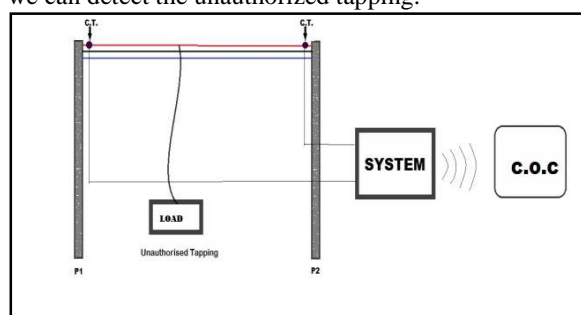 we can detect the unauthorized tapping.
C.T. C.T.
SYSTEM
C.O.C
LOAD
Unauthorised Tapping
P1 P2